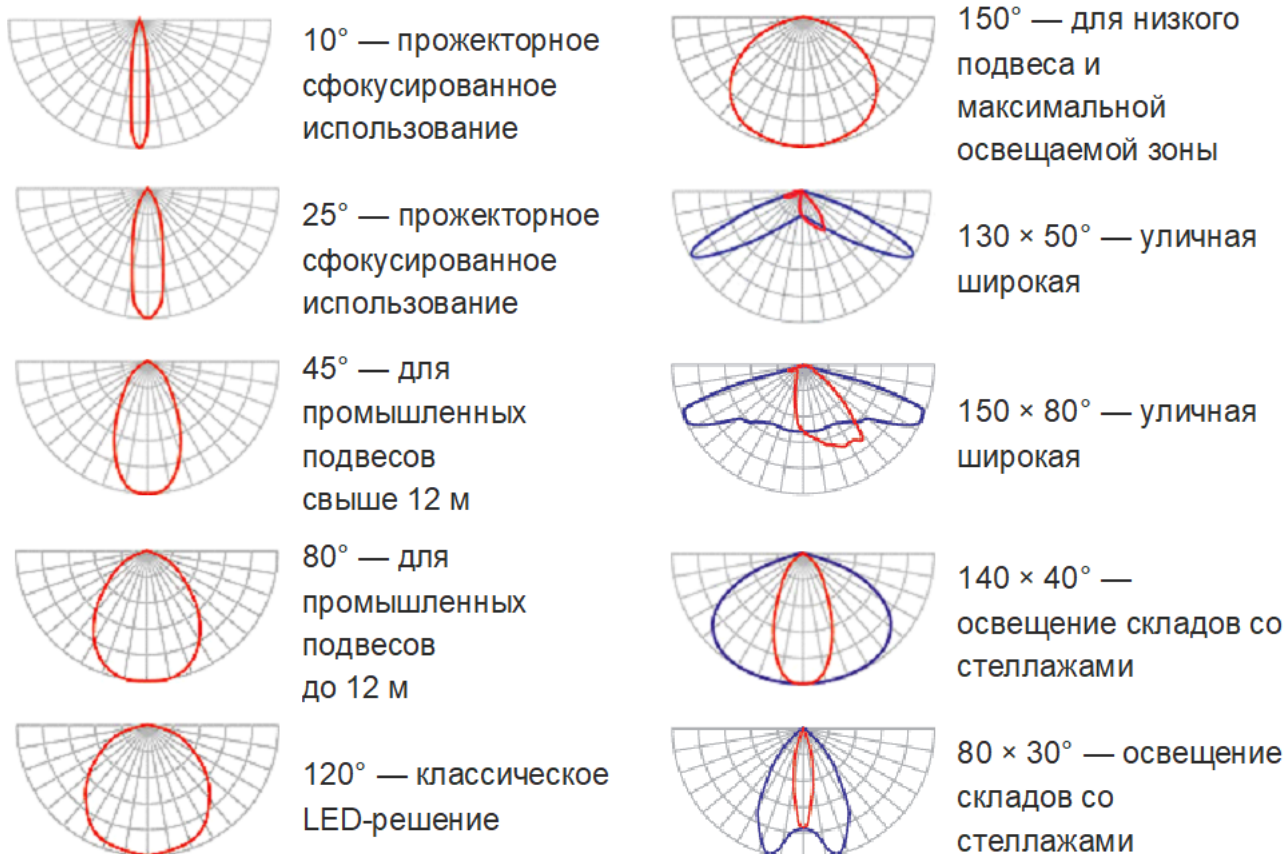 10° — прожекторное
сфокусированное
использование
25° — прожекторное
сфокусированное
использование
45° — для
промышленных
подвесов
свыше 12 м
80° — для
промышленных
подвесов
до 12 м
120° — классическое
LED-решение
150° — для низкого
подвеса и
максимальной
освещаемой зоны
130 × 50° — уличная
широкая
150 × 80° — уличная
широкая
140 × 40° —
освещение складов со
стеллажами
80 × 30° — освещение
складов со
стеллажами